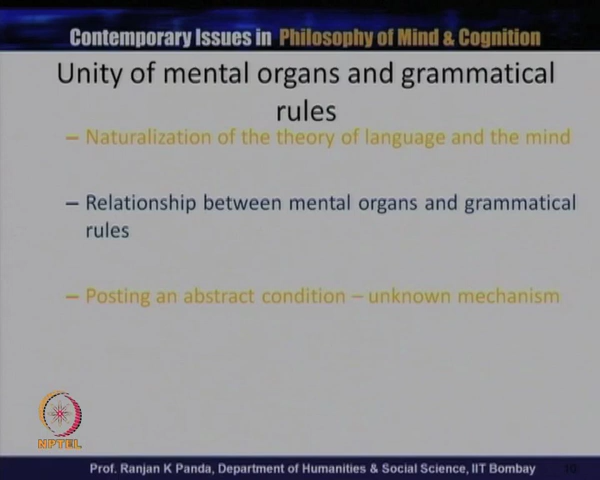 Contemporary Issues in Philosophy of Mind & Cognition
Unity of mental organs and grammatical
rules
– Naturalization of the theory of language and the mind
– Relationship between mental organs and grammatical
rules
– Posting an abstract condition – unknown mechanism
NPTEL
Prof. Ranjan K Panda, Department of Humanities & Social Science, IIT Bombay